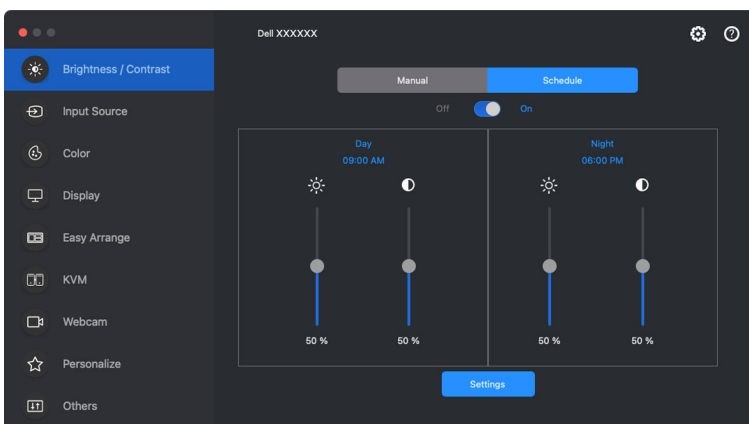 Dell XXXXXX
Brightness / Contrast
Input Source
Color
Display
Easy Arrange
KVM
Webcam
Personalize
Others
Manual
Schedule
Off
On
Day
09:00 AM
50 %
50 %
Night
06:00 PM
50 %
50 %
Settings